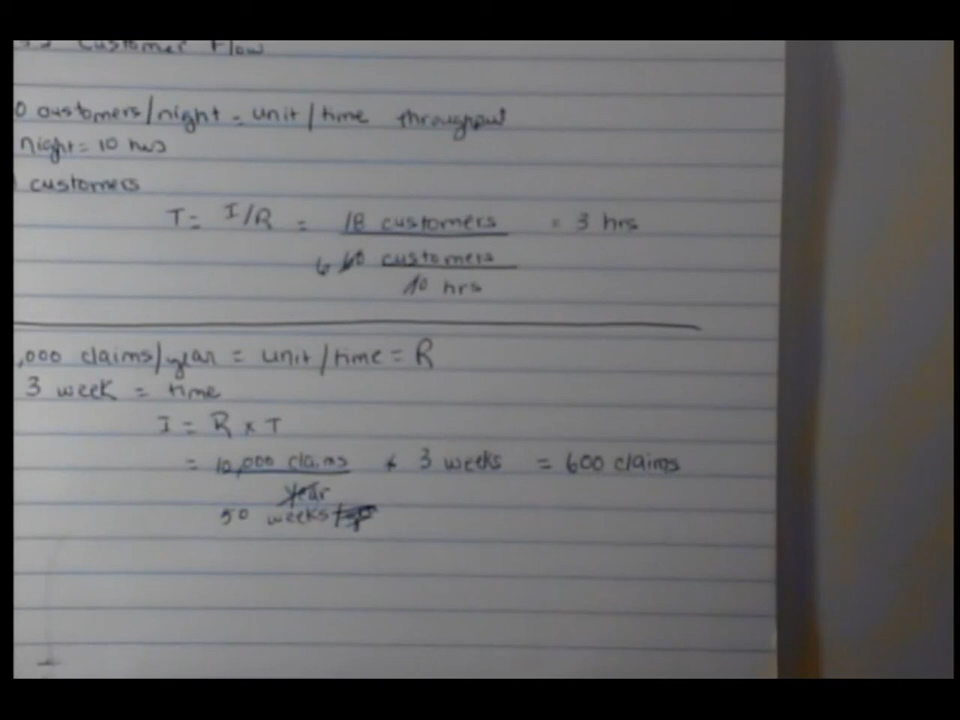 Customer Flow
0 customers/night = unit/time throughput
night = 10 hrs
customers
T = I/R = 18 customers = 3 hrs
6 60 customers
10 hrs
,000 claims/year = unit/time = R
3 week = time
I = R x T
= 10,000 claims * 3 weeks = 600 claims
year
50 weeks